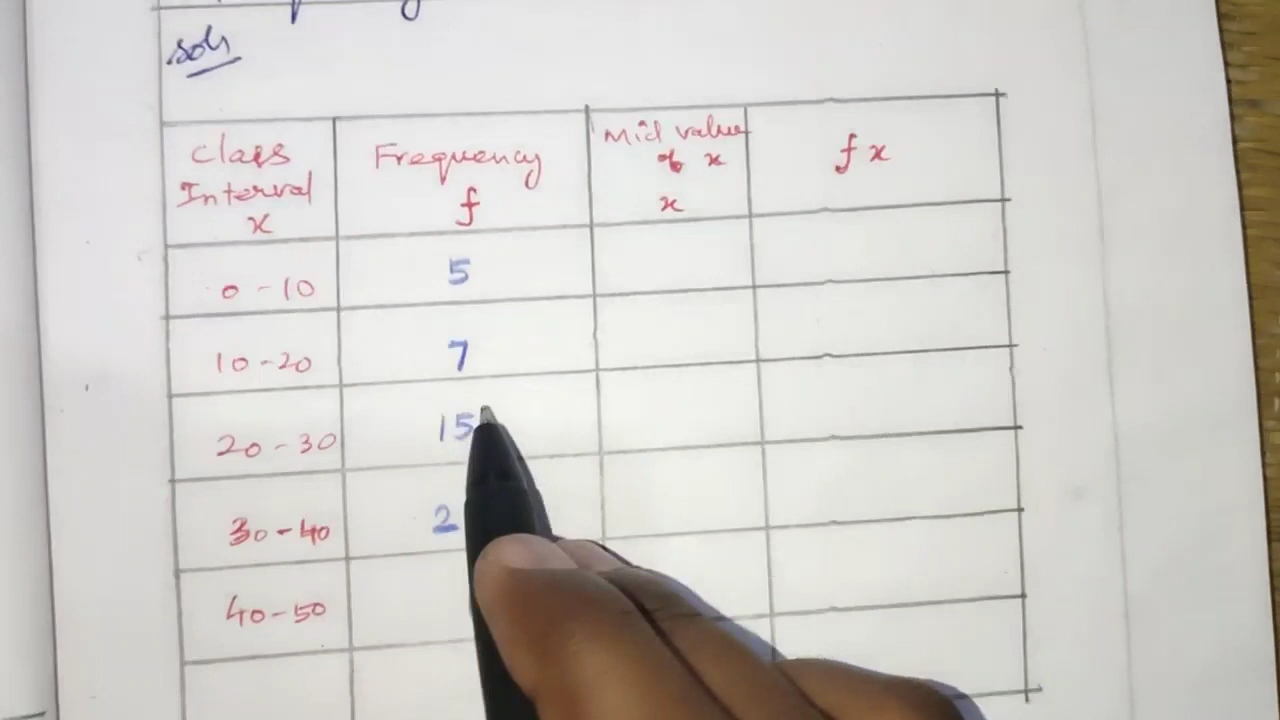 Soln
Class Interval x
Frequency f
Mid value of x x
f x
0 - 10
5
10 - 20
7
20 - 30
15
30 - 40
2
40 - 50